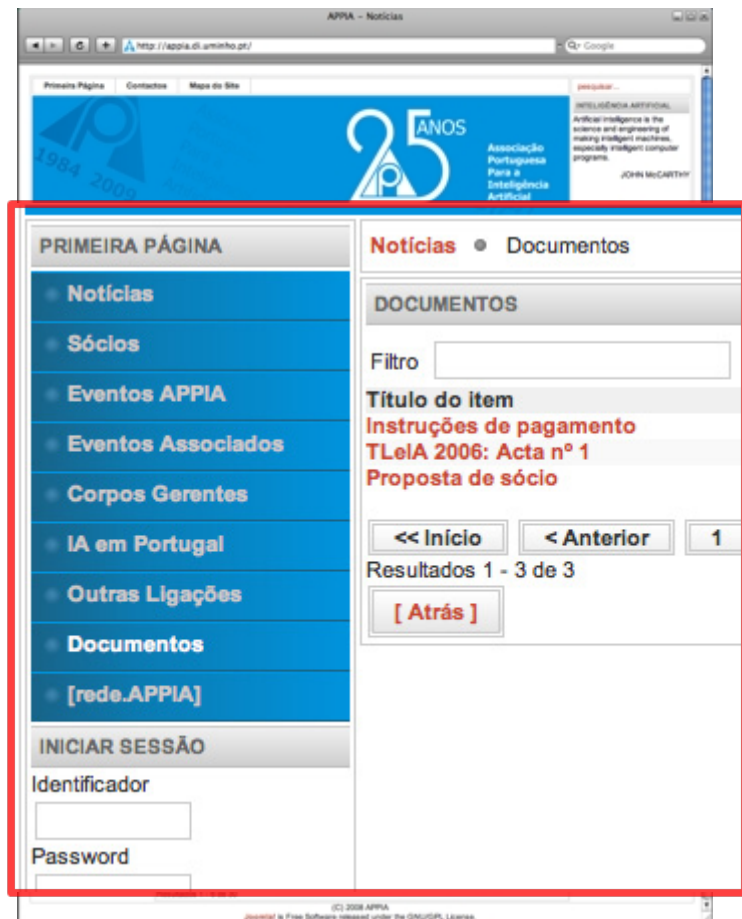 APPIA - Notícias
http://appia.di.uminho.pt/
Google
Primeira Página Contactos Mapa do Site
pesquisar...
25 ANOS
1984 2009
Associação
Portuguesa
Para a
Inteligência
Artificial
INTELIGÊNCIA ARTIFICIAL
Artificial intelligence is the
science and engineering of
making intelligent machines,
especially intelligent computer
programs.
JOHN McCARTHY
PRIMEIRA PÁGINA
Notícias
Sócios
Eventos APPIA
Eventos Associados
Corpos Gerentes
IA em Portugal
Outras Ligações
Documentos
[rede.APPIA]
INICIAR SESSÃO
Identificador
Password
Notícias Documentos
DOCUMENTOS
Filtro
Título do item
Instruções de pagamento
TLeIA 2006: Acta nº 1
Proposta de sócio
<< Início < Anterior 1
Resultados 1 - 3 de 3
[ Atrás ]
(C) 2008 APPIA
Joomla! is Free Software released under the GNU/GPL License.